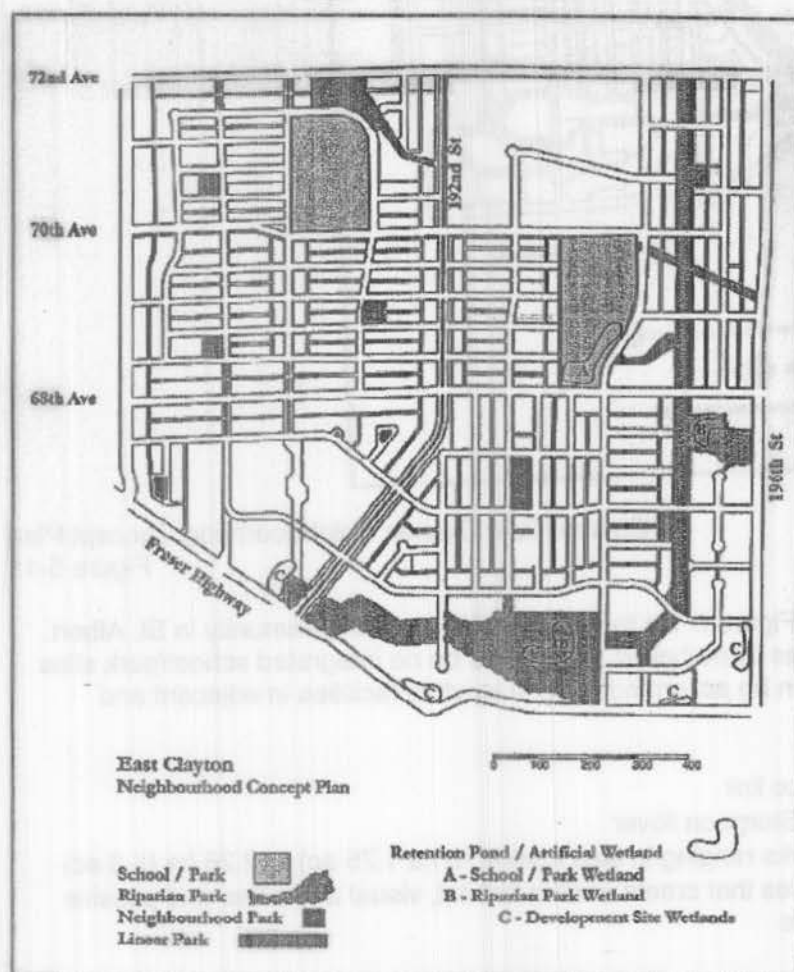 72nd Ave
192nd St
70th Ave
68th Ave
196th St
Fraser Highway
C
C
C
East Clayton
Neighbourhood Concept Plan
0 100 200 300 400
School / Park
Riparian Park
Neighbourhood Park
Linear Park
Retention Pond / Artificial Wetland
A - School / Park Wetland
B - Riparian Park Wetland
C - Development Site Wetlands